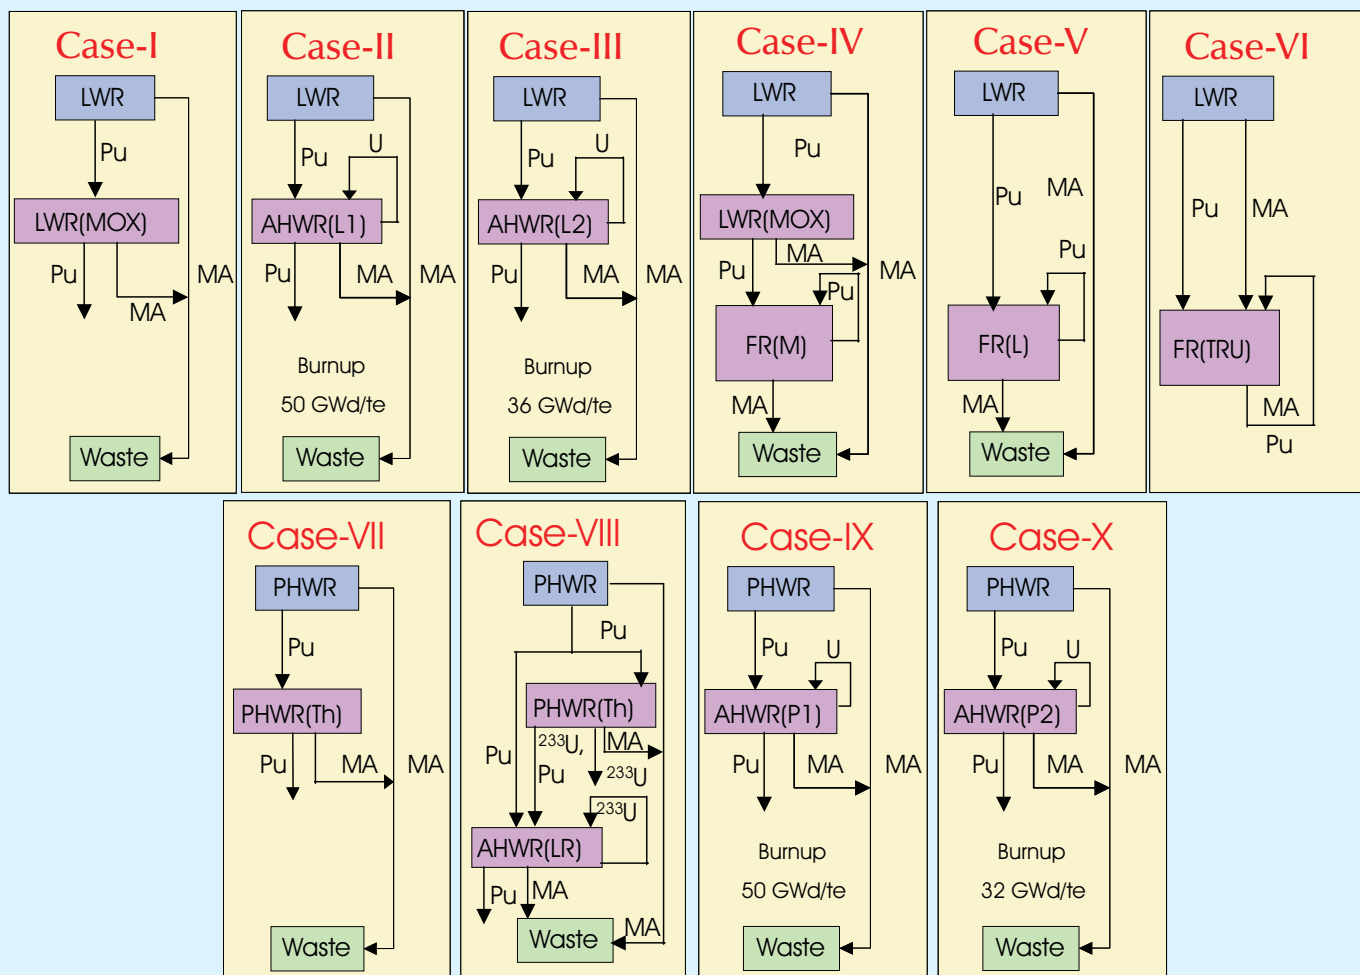 Case-I
LWR
Pu
LWR(MOX)
Pu
MA
MA
Waste
Case-II
LWR
U
Pu
AHWR(L1)
Pu
MA
MA
Burnup
50 GWd/te
Waste
Case-III
LWR
U
Pu
AHWR(L2)
Pu
MA
MA
Burnup
36 GWd/te
Waste
Case-IV
LWR
Pu
LWR(MOX)
MA
MA
Pu
Pu
FR(M)
MA
Waste
Case-V
LWR
Pu
MA
Pu
FR(L)
MA
Waste
Case-VI
LWR
Pu
MA
FR(TRU)
MA
Pu
Case-VII
PHWR
Pu
PHWR(Th)
Pu
MA
MA
Waste
Case-VIII
PHWR
Pu
PHWR(Th)
Pu
233U,
Pu
MA
233U
233U
AHWR(LR)
Pu
MA
Waste
MA
Case-IX
PHWR
Pu
U
AHWR(P1)
Pu
MA
MA
Burnup
50 GWd/te
Waste
Case-X
PHWR
Pu
U
AHWR(P2)
Pu
MA
MA
Burnup
32 GWd/te
Waste